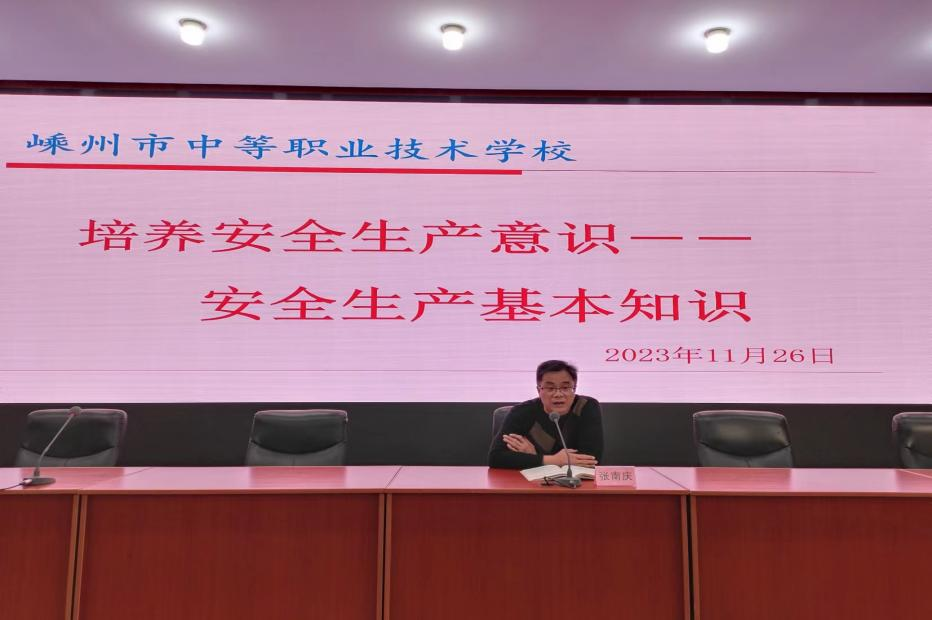 嵊州市中等职业技术学校
培养安全生产意识——
安全生产基本知识
2023年11月26日
张南庆